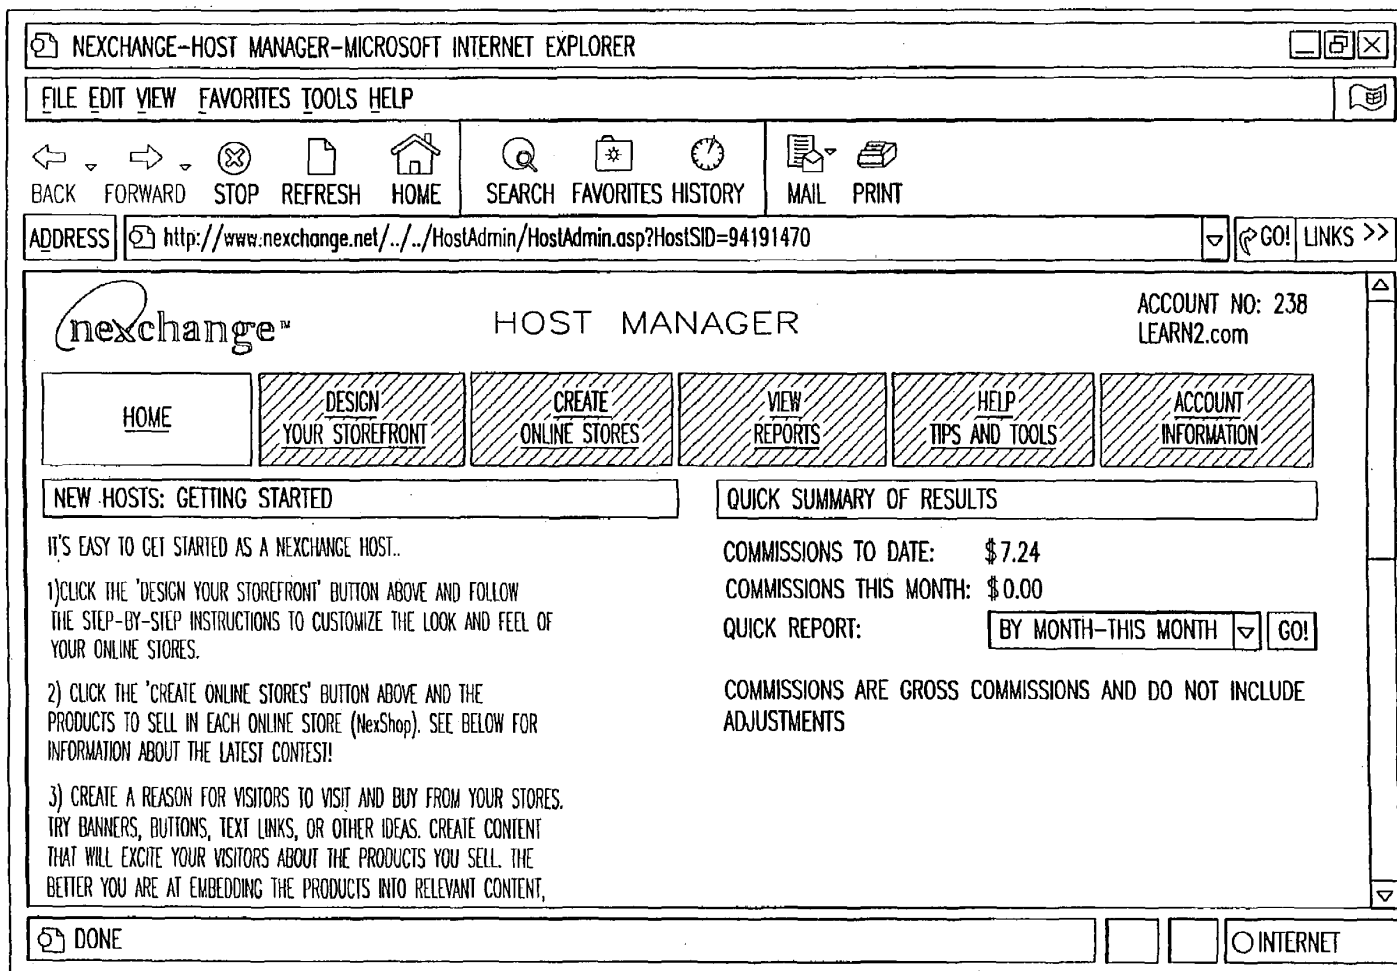 NEXCHANGE-HOST MANAGER-MICROSOFT INTERNET EXPLORER
FILE EDIT VIEW FAVORITES TOOLS HELP
BACK FORWARD STOP REFRESH HOME SEARCH FAVORITES HISTORY MAIL PRINT
ADDRESS http://www.nexchange.net/../../HostAdmin/HostAdmin.asp?HostSID=94191470 GO! LINKS >>
nexchange™ HOST MANAGER
ACCOUNT NO: 238
LEARN2.com
HOME
DESIGN
YOUR STOREFRONT
CREATE
ONLINE STORES
VIEW
REPORTS
HELP
TIPS AND TOOLS
ACCOUNT
INFORMATION
NEW HOSTS: GETTING STARTED
IT'S EASY TO GET STARTED AS A NEXCHANGE HOST..
1)CLICK THE 'DESIGN YOUR STOREFRONT' BUTTON ABOVE AND FOLLOW
THE STEP-BY-STEP INSTRUCTIONS TO CUSTOMIZE THE LOOK AND FEEL OF
YOUR ONLINE STORES.
2) CLICK THE 'CREATE ONLINE STORES' BUTTON ABOVE AND THE
PRODUCTS TO SELL IN EACH ONLINE STORE (NexShop). SEE BELOW FOR
INFORMATION ABOUT THE LATEST CONTEST!
3) CREATE A REASON FOR VISITORS TO VISIT AND BUY FROM YOUR STORES.
TRY BANNERS, BUTTONS, TEXT LINKS, OR OTHER IDEAS. CREATE CONTENT
THAT WILL EXCITE YOUR VISITORS ABOUT THE PRODUCTS YOU SELL. THE
BETTER YOU ARE AT EMBEDDING THE PRODUCTS INTO RELEVANT CONTENT,
QUICK SUMMARY OF RESULTS
COMMISSIONS TO DATE: $7.24
COMMISSIONS THIS MONTH: $0.00
QUICK REPORT: BY MONTH-THIS MONTH GO!
COMMISSIONS ARE GROSS COMMISSIONS AND DO NOT INCLUDE
ADJUSTMENTS
DONE INTERNET